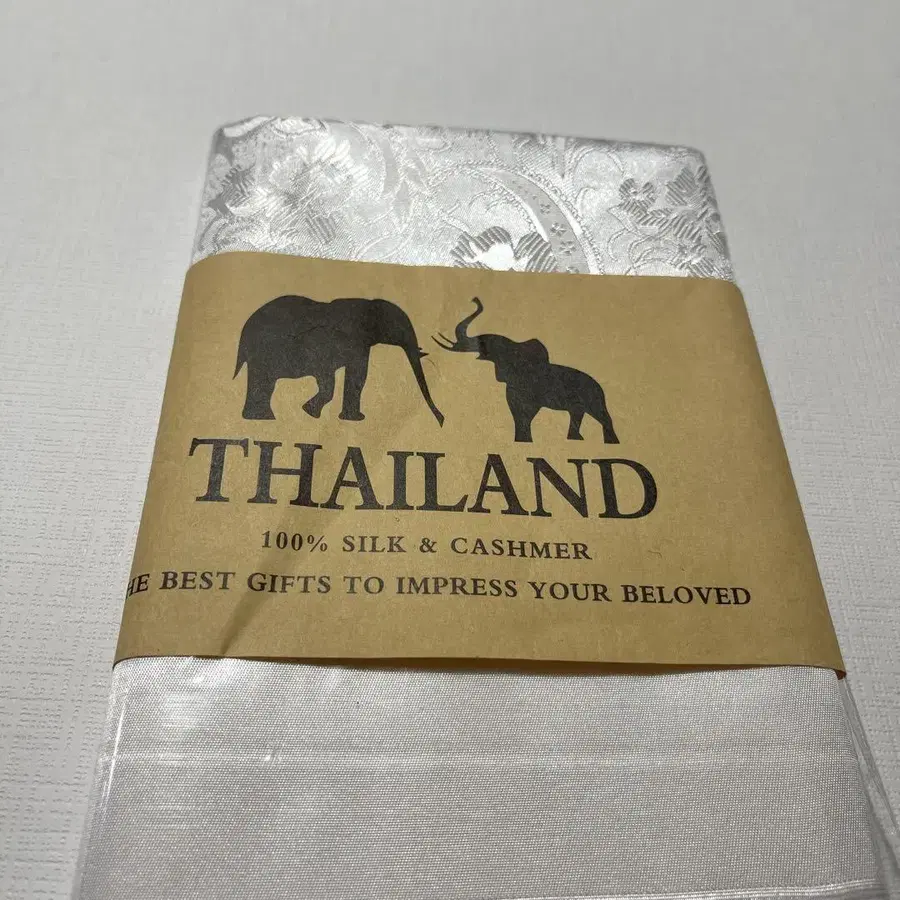 THAILAND
100% SILK & CASHMER
HE BEST GIFTS TO IMPRESS YOUR BELOVED